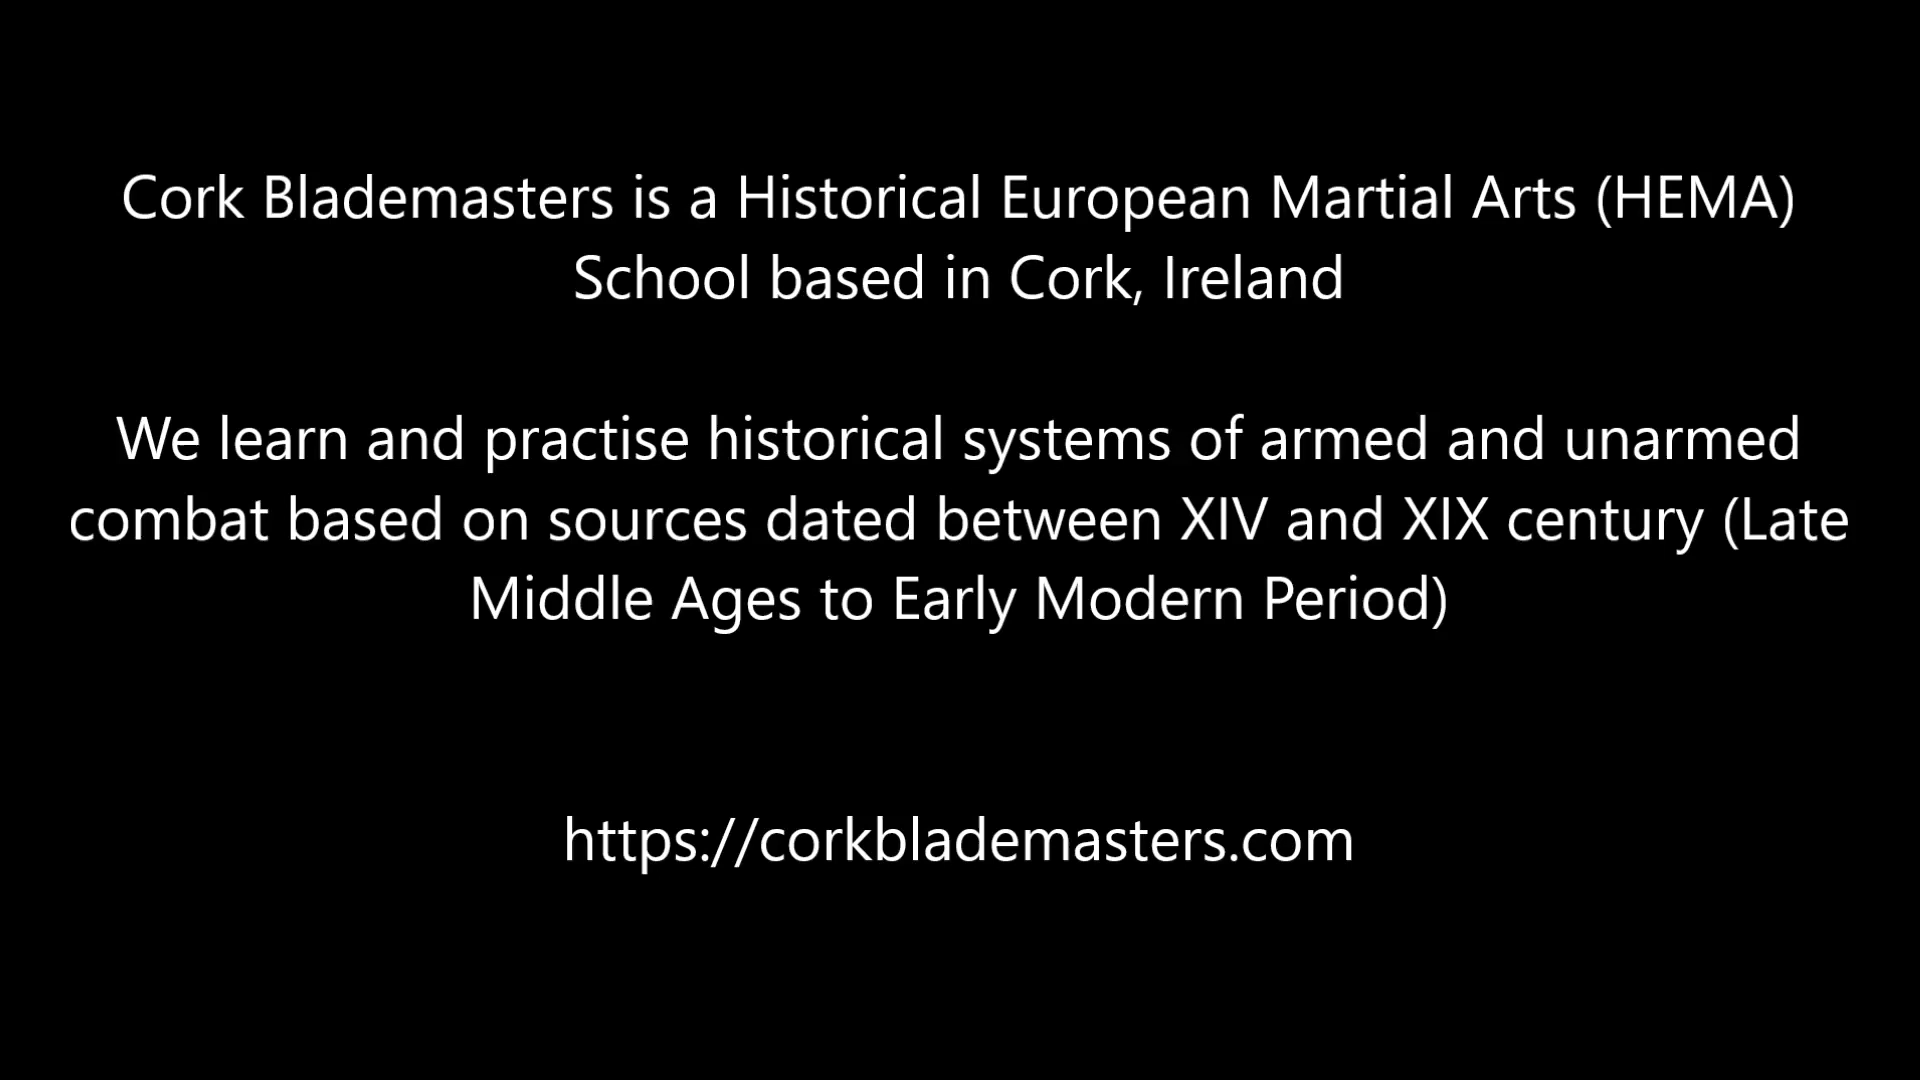 Cork Blademasters is a Historical European Martial Arts (HEMA)
School based in Cork, Ireland
We learn and practise historical systems of armed and unarmed
combat based on sources dated between XIV and XIX century (Late
Middle Ages to Early Modern Period)
https://corkblademasters.com